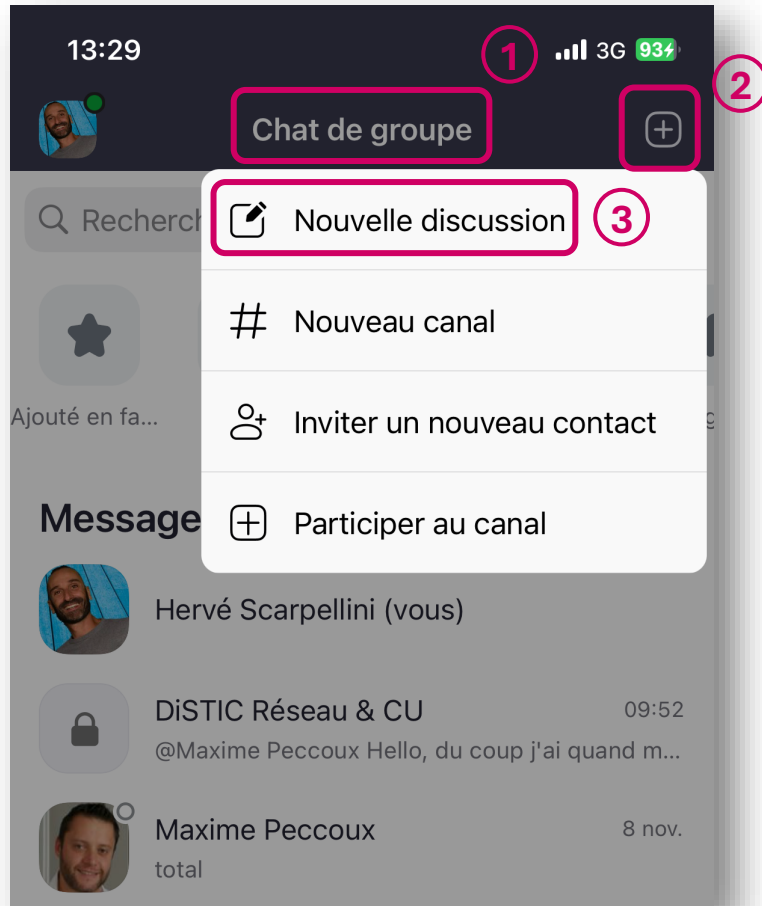 13:29
1
3G 93
2
Chat de groupe
Recherch
Nouvelle discussion
3
Nouveau canal
Ajouté en fa...
Inviter un nouveau contact
Message
Participer au canal
Hervé Scarpellini (vous)
DiSTIC Réseau & CU 09:52
@Maxime Peccoux Hello, du coup j'ai quand m...
Maxime Peccoux 8 nov.
total